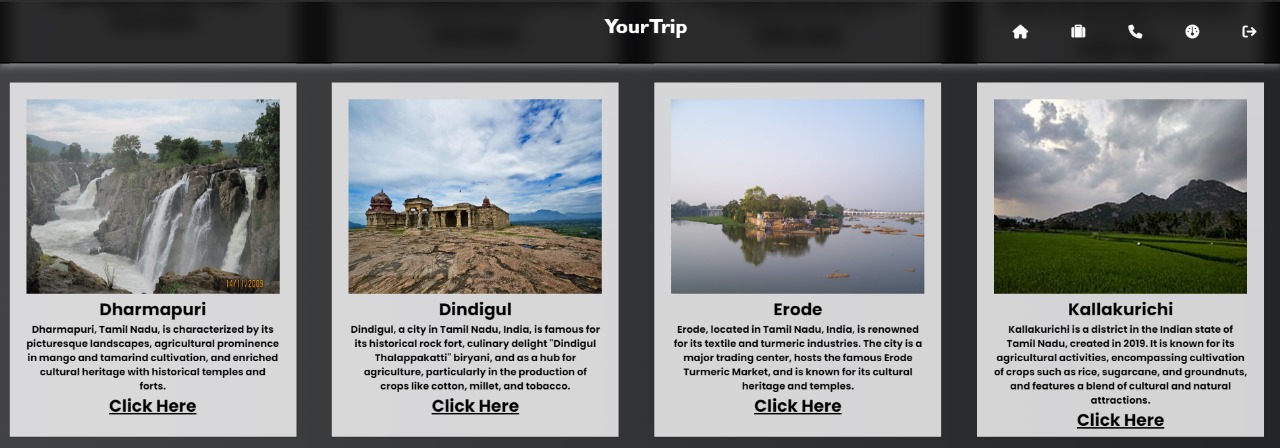 YourTrip
14/11/2009
Dharmapuri
Dharmapuri, Tamil Nadu, is characterized by its
picturesque landscapes, agricultural prominence
in mango and tamarind cultivation, and enriched
cultural heritage with historical temples and
forts.
Click Here
Dindigul
Dindigul, a city in Tamil Nadu, India, is famous for
its historical rock fort, culinary delight "Dindigul
Thalappakatti" biryani, and as a hub for
agriculture, particularly in the production of
crops like cotton, millet, and tobacco.
Click Here
Erode
Erode, located in Tamil Nadu, India, is renowned
for its textile and turmeric industries. The city is a
major trading center, hosts the famous Erode
Turmeric Market, and is known for its cultural
heritage and temples.
Click Here
Kallakurichi
Kallakurichi is a district in the Indian state of
Tamil Nadu, created in 2019. It is known for its
agricultural activities, encompassing cultivation
of crops such as rice, sugarcane, and groundnuts,
and features a blend of cultural and natural
attractions.
Click Here